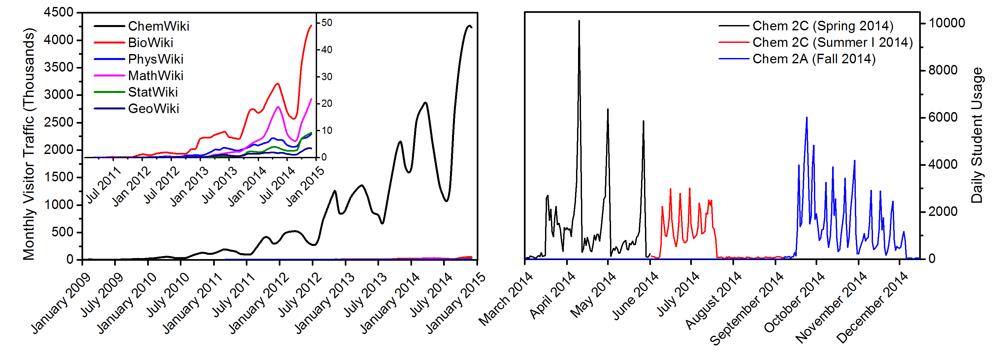 Monthly Visitor Traffic (Thousands)
4500
4000
3500
3000
2500
2000
1500
1000
500
0
ChemWiki
BioWiki
PhysWiki
MathWiki
StatWiki
GeoWiki
50
40
30
20
10
0
Jul 2011
Jan 2012
Jul 2012
Jan 2013
Jul 2013
Jan 2014
Jul 2014
Jan 2015
January 2009
July 2009
January 2010
July 2010
January 2011
July 2011
January 2012
July 2012
January 2013
July 2013
January 2014
July 2014
January 2015
Chem 2C (Spring 2014)
Chem 2C (Summer I 2014)
Chem 2A (Fall 2014)
10000
8000
6000
4000
2000
0
Daily Student Usage
March 2014
April 2014
May 2014
June 2014
July 2014
August 2014
September 2014
October 2014
November 2014
December 2014